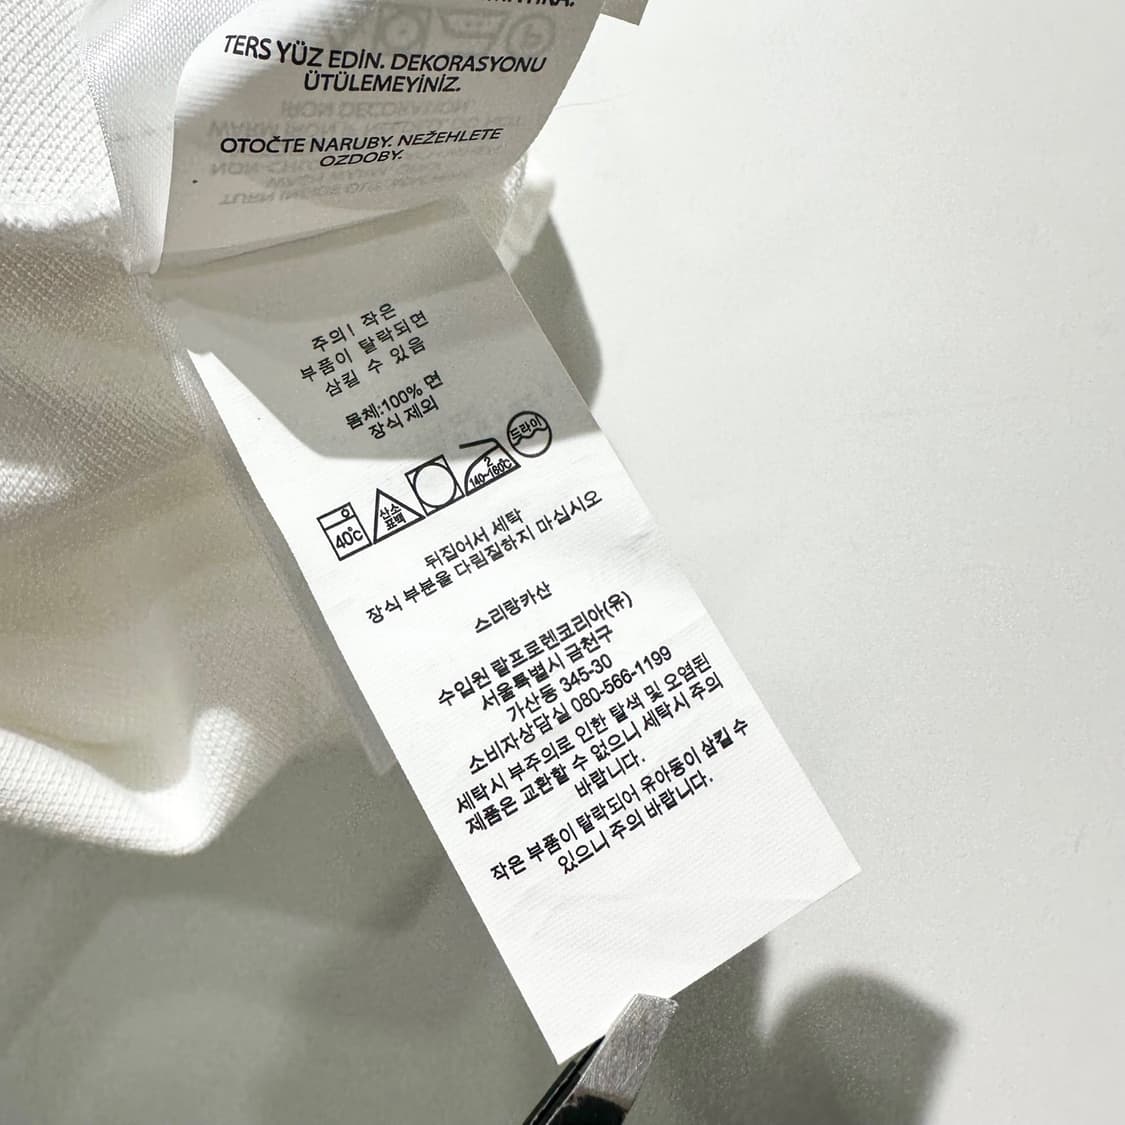 TERS YÜZ EDİN. DEKORASYONU
ÜTÜLEMEYİNİZ.
OTOČTE NARUBY. NEŽEHLETE
OZDOBY.
주의! 작은
부품이 탈락되면
삼킬 수 있음
몸체:100% 면
장식 제외
약
40°C
산소
표백
2
140~160°C
드라이
뒤집어서 세탁
장식 부분을 다림질하지 마십시오
스리랑카산
수입원 랄프로렌코리아(유)
서울특별시 금천구
가산동 345-30
소비자상담실 080-566-1199
세탁시 부주의로 인한 탈색 및 오염된
제품은 교환할 수 없으니 세탁시 주의
바랍니다.
작은 부품이 탈락되어 유아동이 삼킬 수
있으니 주의 바랍니다.